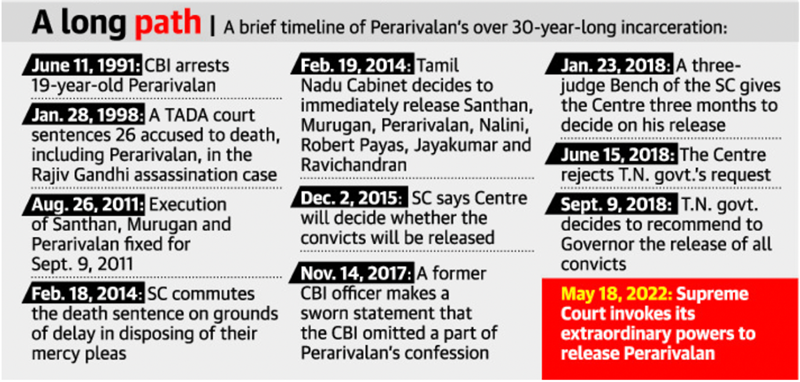 A long path | A brief timeline of Perarivalan's over 30-year-long incarceration:
June 11, 1991: CBI arrests
19-year-old Perarivalan
Jan. 28, 1998: A TADA court
sentences 26 accused to death,
including Perarivalan, in the
Rajiv Gandhi assassination case
Aug. 26, 2011: Execution
of Santhan, Murugan and
Perarivalan fixed for
Sept. 9, 2011
Feb. 18, 2014: SC commutes
the death sentence on grounds
of delay in disposing of their
mercy pleas
Feb. 19, 2014: Tamil
Nadu Cabinet decides to
immediately release Santhan,
Murugan, Perarivalan, Nalini,
Robert Payas, Jayakumar and
Ravichandran
Dec. 2, 2015: SC says Centre
will decide whether the
convicts will be released
Nov. 14, 2017: A former
CBI officer makes a
sworn statement that
the CBI omitted a part of
Perarivalan's confession
Jan. 23, 2018: A three-
judge Bench of the SC gives
the Centre three months to
decide on his release
June 15, 2018: The Centre
rejects T.N. govt.'s request
Sept. 9, 2018: T.N. govt.
decides to recommend to
Governor the release of all
convicts
May 18, 2022: Supreme
Court invokes its
extraordinary powers to
release Perarivalan